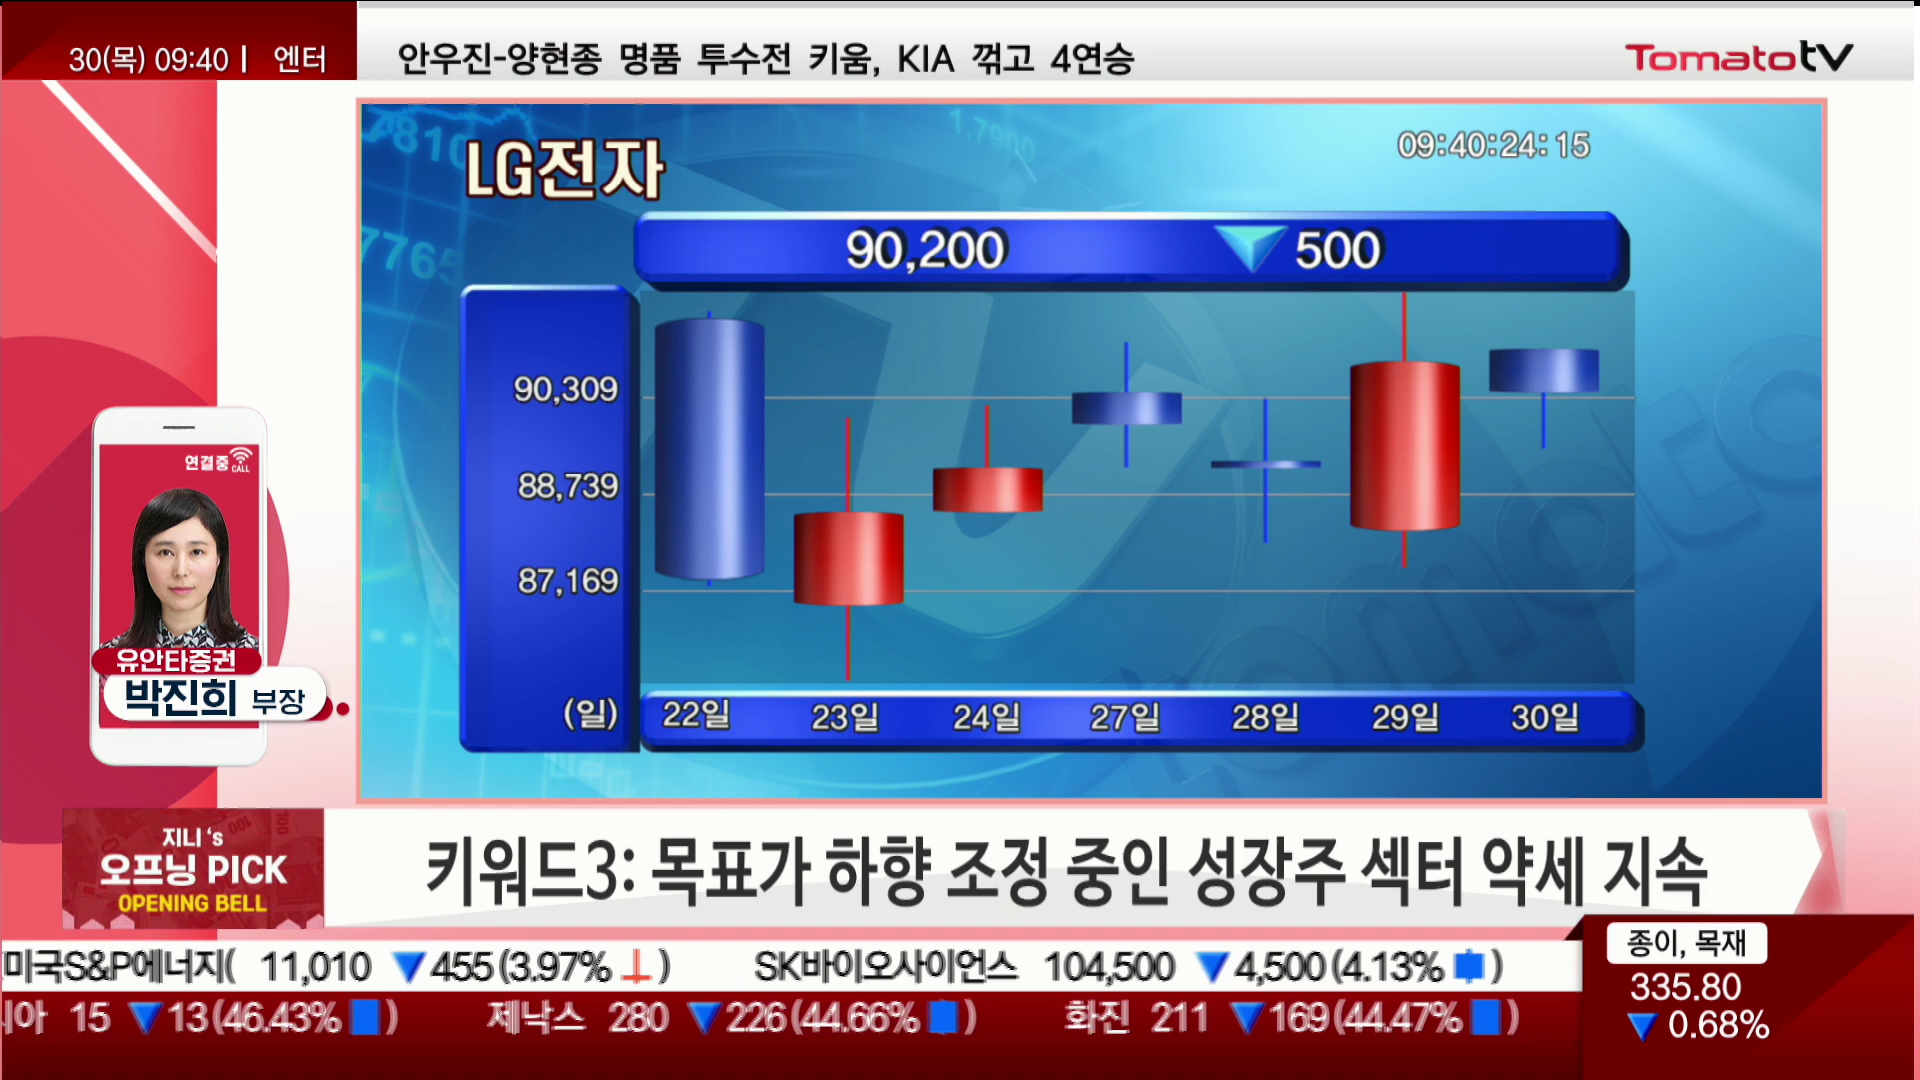 30(목) 09:40 | 엔터
안우진-양현종 명품 투수전 키움, KIA 꺾고 4연승
Tomatotv
LG전자
09:40:24:15
90,200 ▼ 500
90,309
88,739
87,169
(일) 22일 23일 24일 27일 28일 29일 30일
연결중 CALL
유안타증권
박진희 부장
지니 's
오프닝 PICK
OPENING BELL
키워드3: 목표가 하향 조정 중인 성장주 섹터 약세 지속
미국S&P에너지( 11,010 ▼455(3.97% ) SK바이오사이언스 104,500 ▼4,500(4.13% )
아 15 ▼13(46.43% ) 제낙스 280 ▼226(44.66% ) 화진 211 ▼169(44.47% )
종이, 목재
335.80
▼ 0.68%